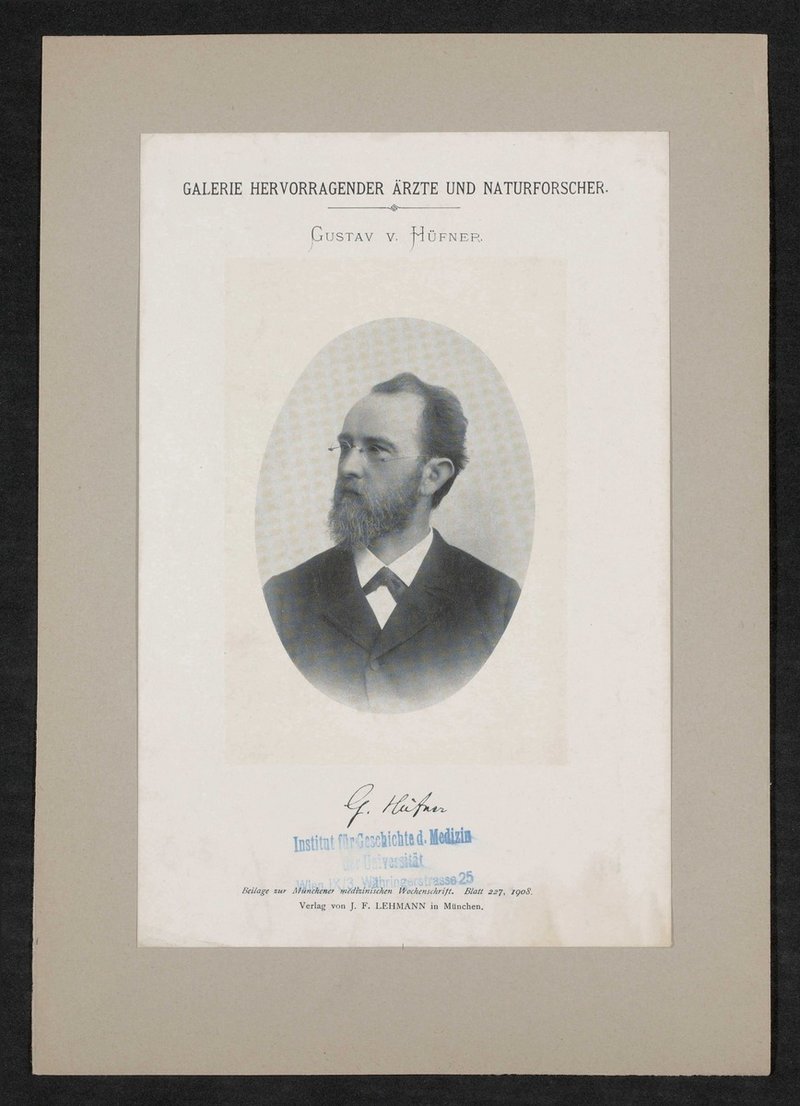 GALERIE HERVORRAGENDER ÄRZTE UND NATURFORSCHER.
GUSTAV V. HÜFNER.
G. Hüfner
Institut für Geschichte d. Medizin
der Universität
Wien IX/3, Währingerstrasse 25
Beilage zur Münchener medizinischen Wochenschrift. Blatt 227, 1908.
Verlag von J. F. LEHMANN in München.